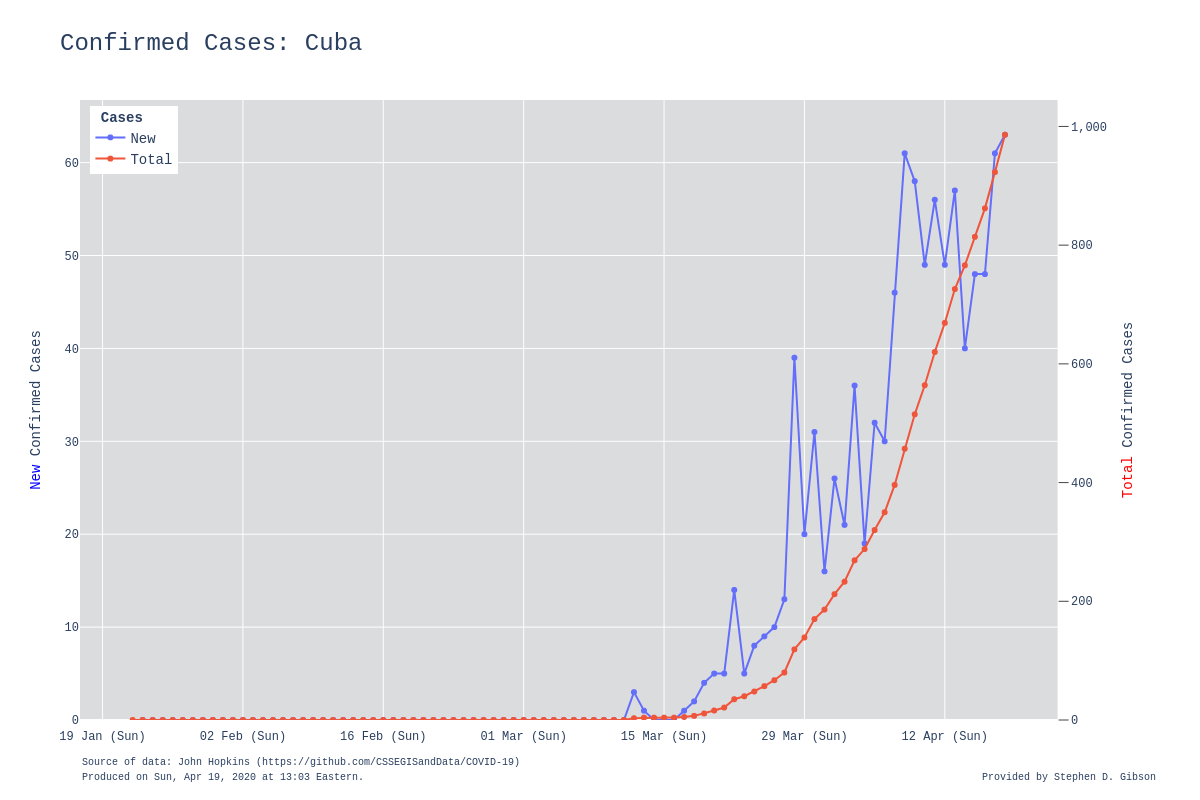 Confirmed Cases: Cuba
Cases
New
Total
60
50
40
30
20
10
0
New Confirmed Cases
1,000
800
600
400
200
0
Total Confirmed Cases
19 Jan (Sun)
02 Feb (Sun)
16 Feb (Sun)
01 Mar (Sun)
15 Mar (Sun)
29 Mar (Sun)
12 Apr (Sun)
Source of data: John Hopkins (https://github.com/CSSEGISandData/COVID-19)
Produced on Sun, Apr 19, 2020 at 13:03 Eastern.
Provided by Stephen D. Gibson